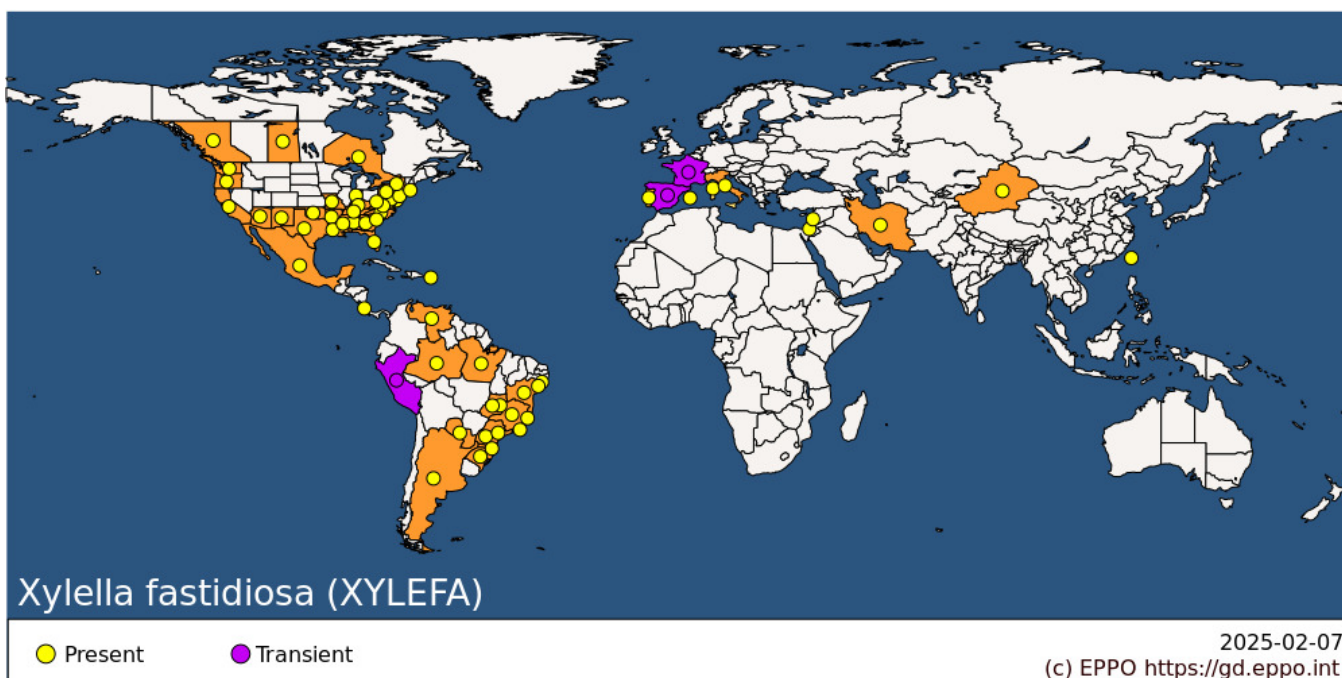 Xylella fastidiosa (XYLEFA)
Present
Transient
2025-02-07
(c) EPPO https://gd.eppo.int